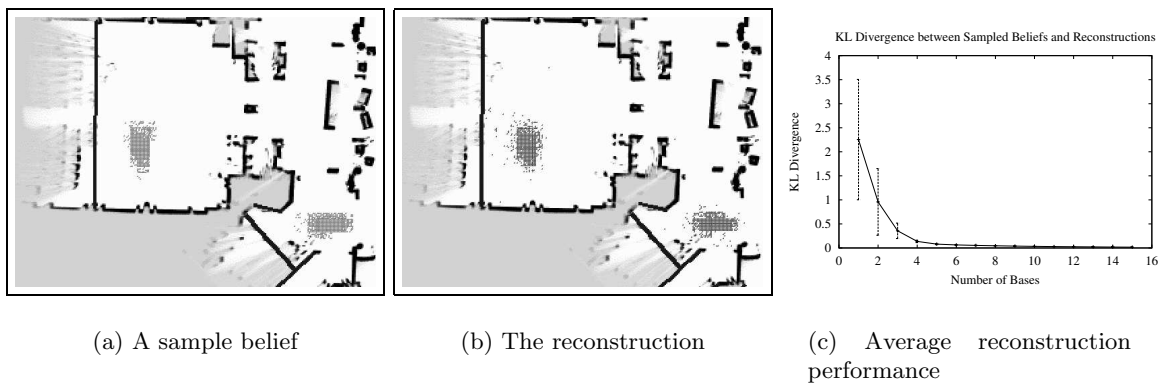 KL Divergence between Sampled Beliefs and Reconstructions
4
3.5
3
2.5
2
1.5
1
0.5
0
KL Divergence
0 2 4 6 8 10 12 14 16
Number of Bases
(a) A sample belief
(b) The reconstruction
(c) Average reconstruction
performance